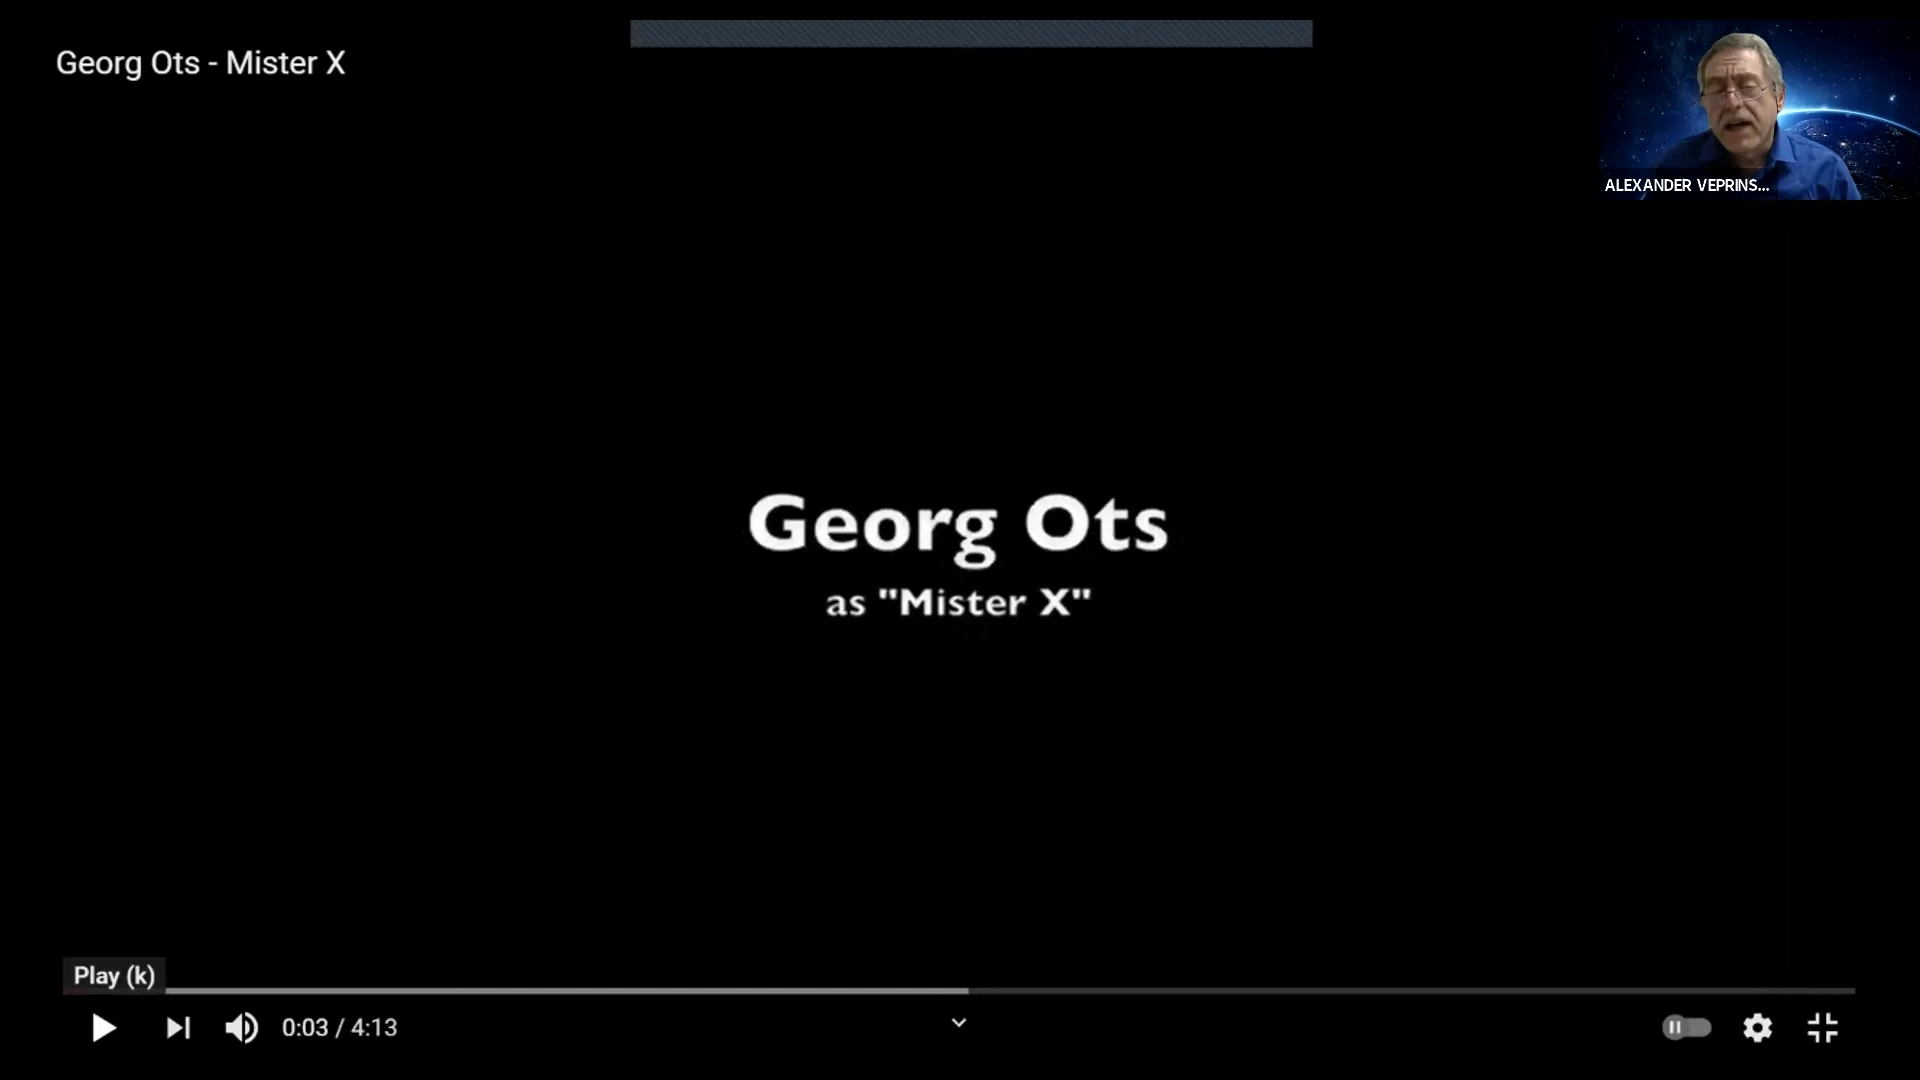 Georg Ots - Mister X
ALEXANDER VEPRINS...
Georg Ots
as "Mister X"
Play (k)
0:03 / 4:13